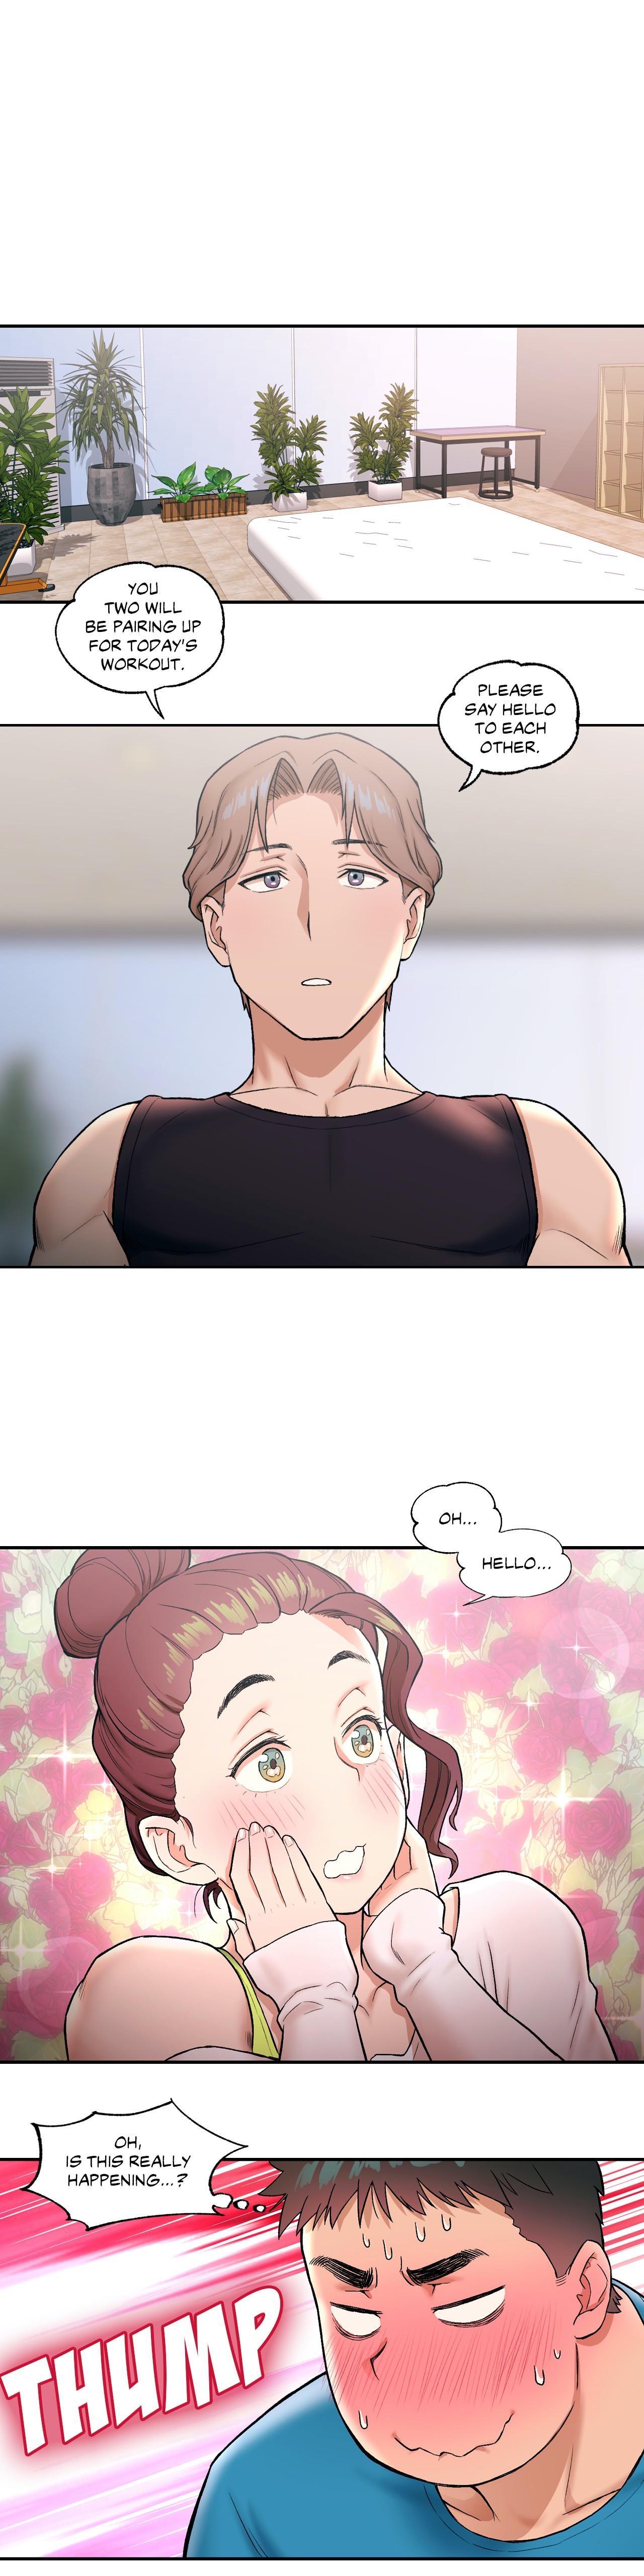 YOU
TWO WILL
BE PAIRING UP
FOR TODAY'S
WORKOUT.
PLEASE
SAY HELLO
TO EACH
OTHER.
OH...
HELLO...
OH,
IS THIS REALLY
HAPPENING...?
THUMP